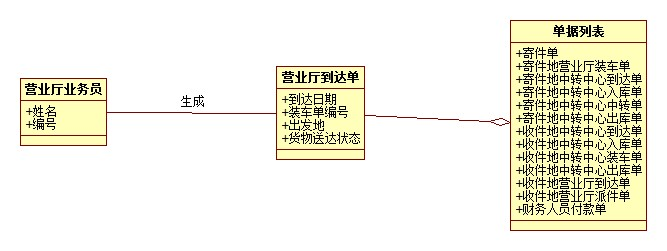 营业厅业务员
+姓名
+编号
生成
营业厅到达单
+到达日期
+装车单编号
+出发地
+货物送达状态
单据列表
+寄件单
+寄件地营业厅装车单
+寄件地中转中心到达单
+寄件地中转中心入库单
+寄件地中转中心中转单
+寄件地中转中心出库单
+收件地中转中心到达单
+收件地中转中心入库单
+收件地中转中心装车单
+收件地中转中心出库单
+收件地营业厅到达单
+收件地营业厅派件单
+财务人员付款单